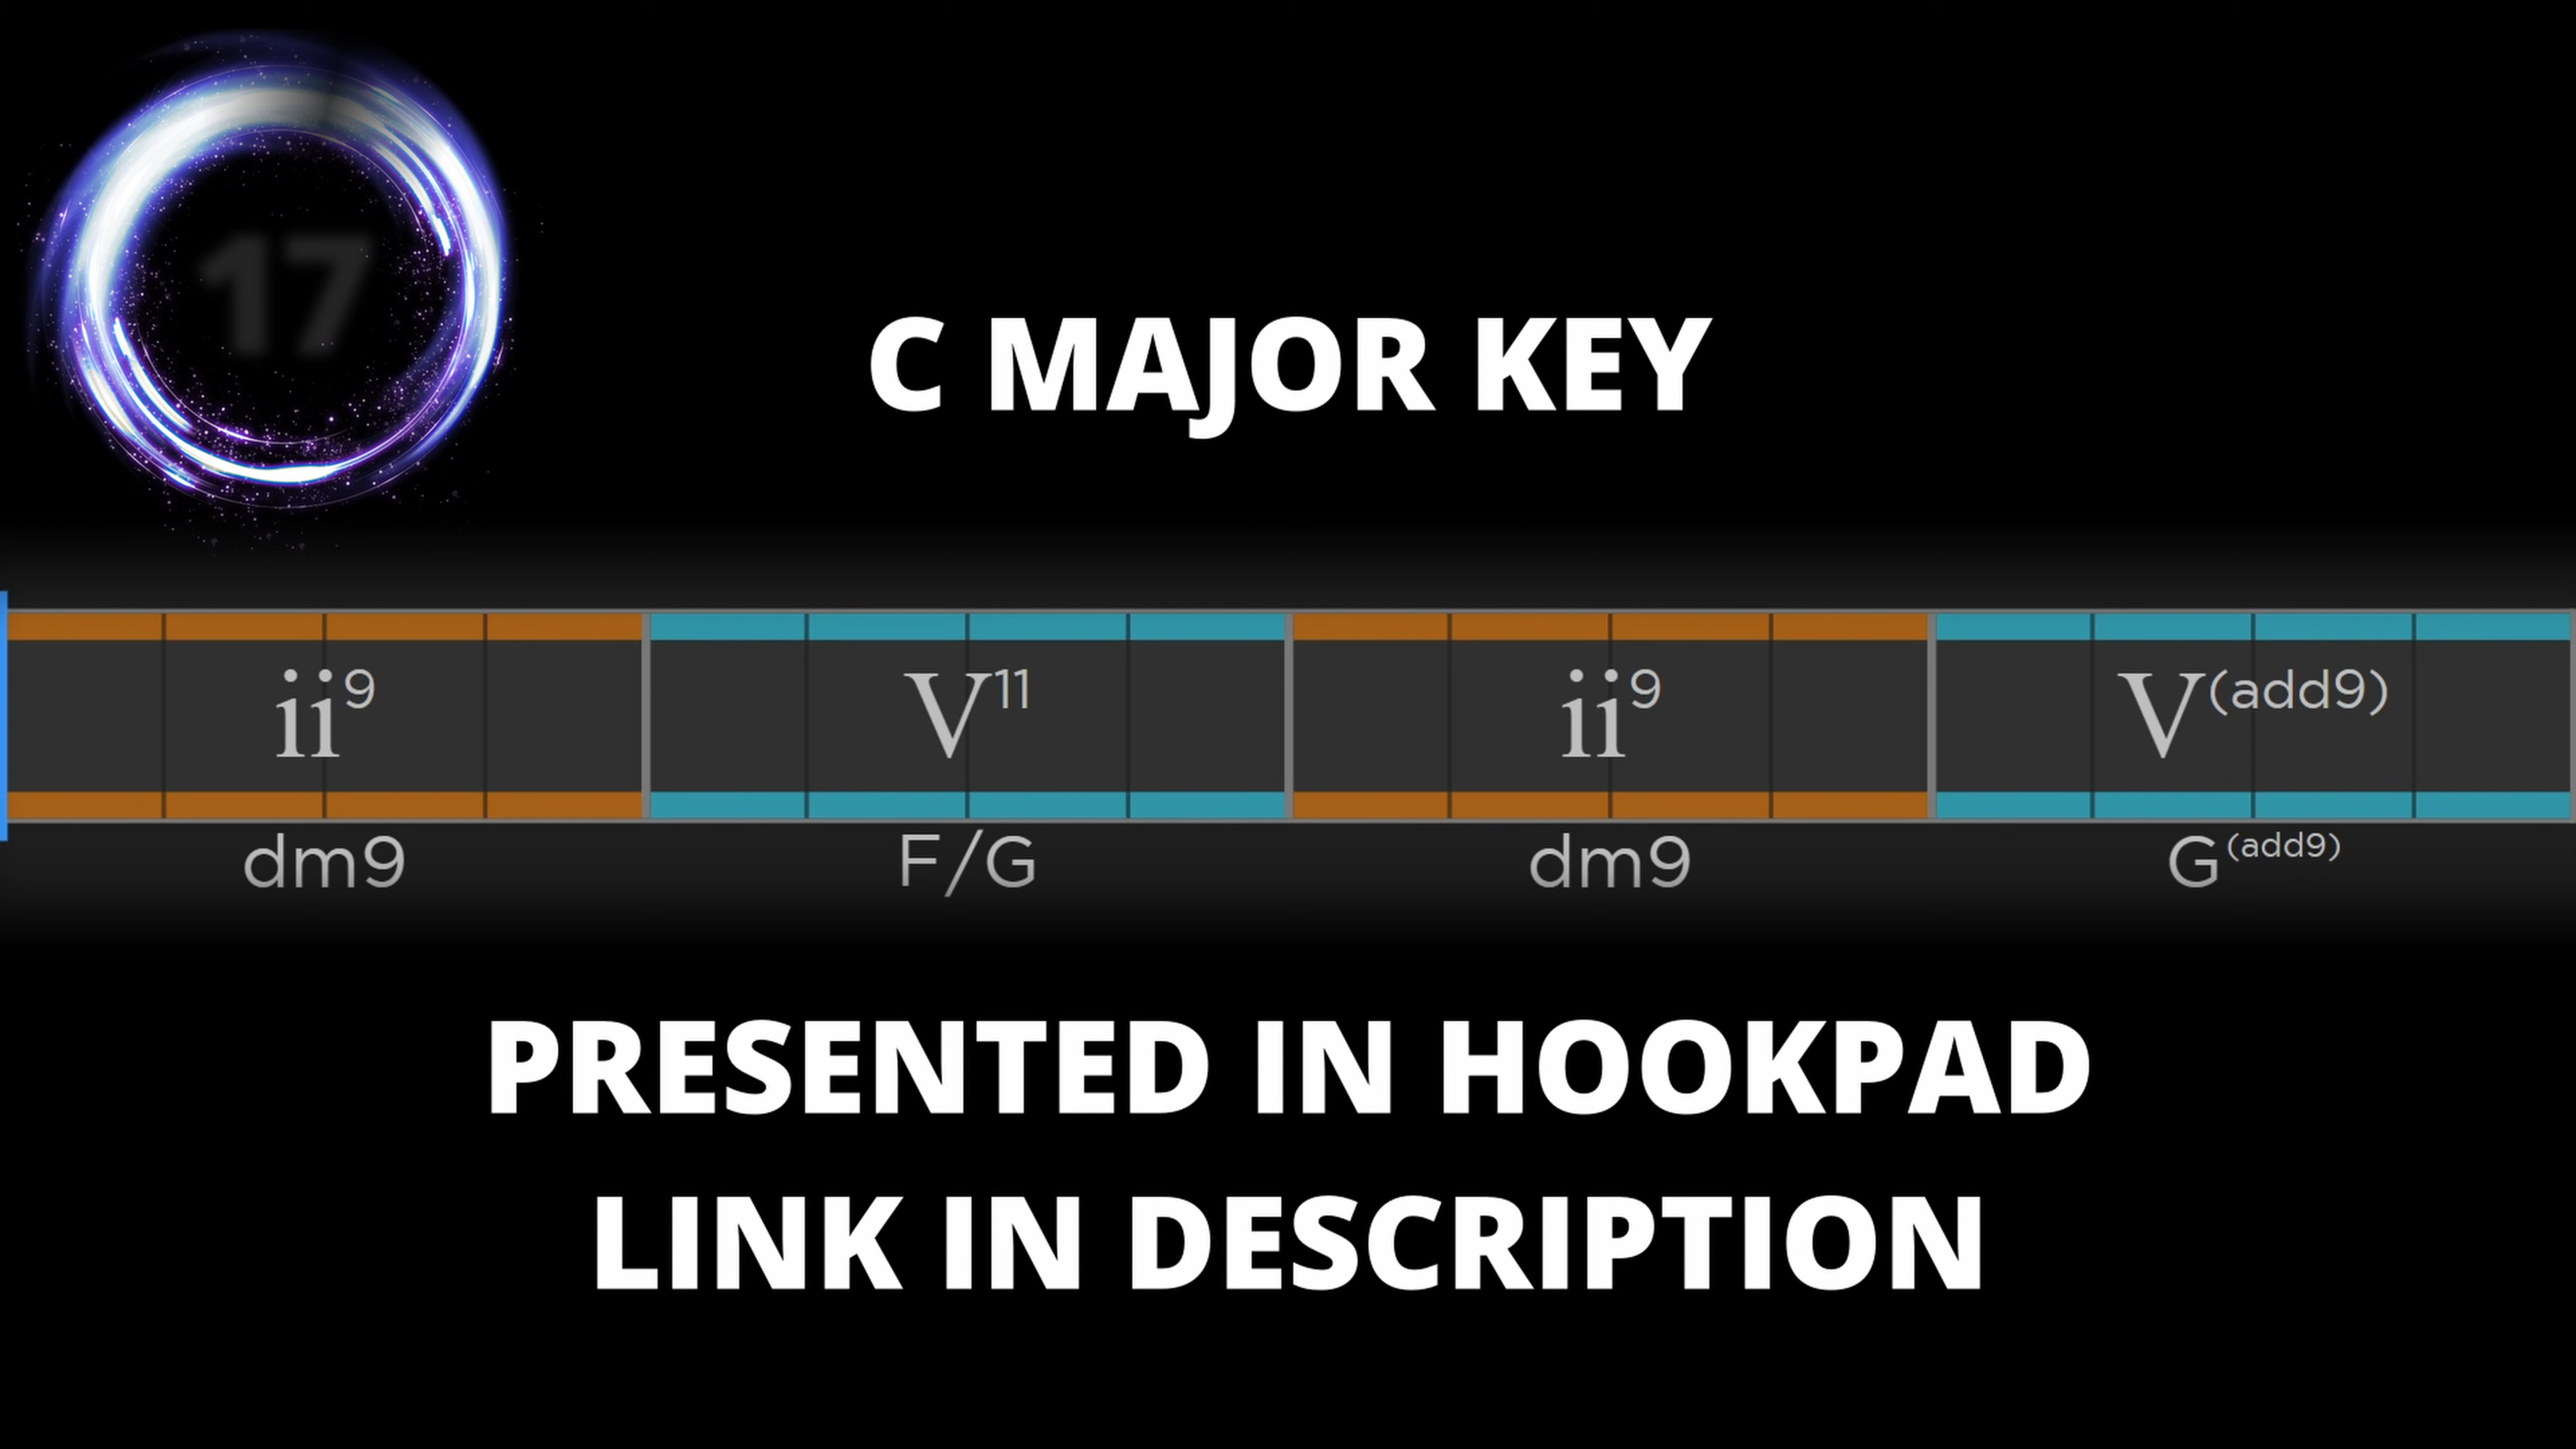 17
C MAJOR KEY
ii9 V11 ii9 V(add9)
dm9 F/G dm9 G(add9)
PRESENTED IN HOOKPAD
LINK IN DESCRIPTION